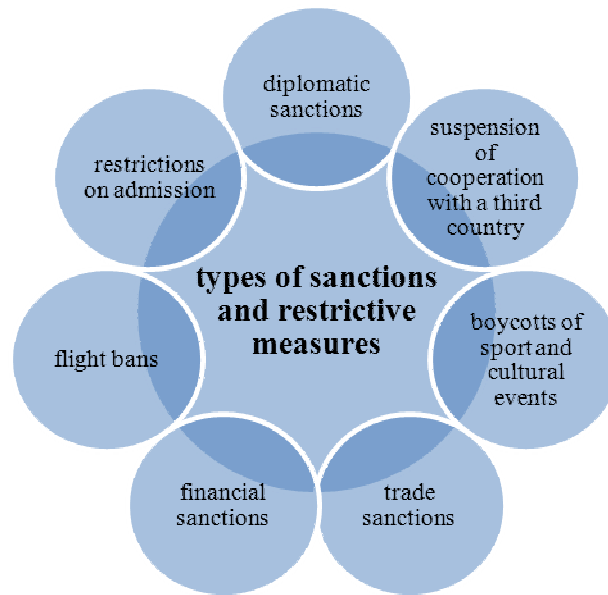 diplomatic
sanctions
suspension
of
cooperation
with a third
country
boycotts of
sport and
cultural
events
trade
sanctions
financial
sanctions
flight bans
restrictions
on admission
types of sanctions
and restrictive
measures